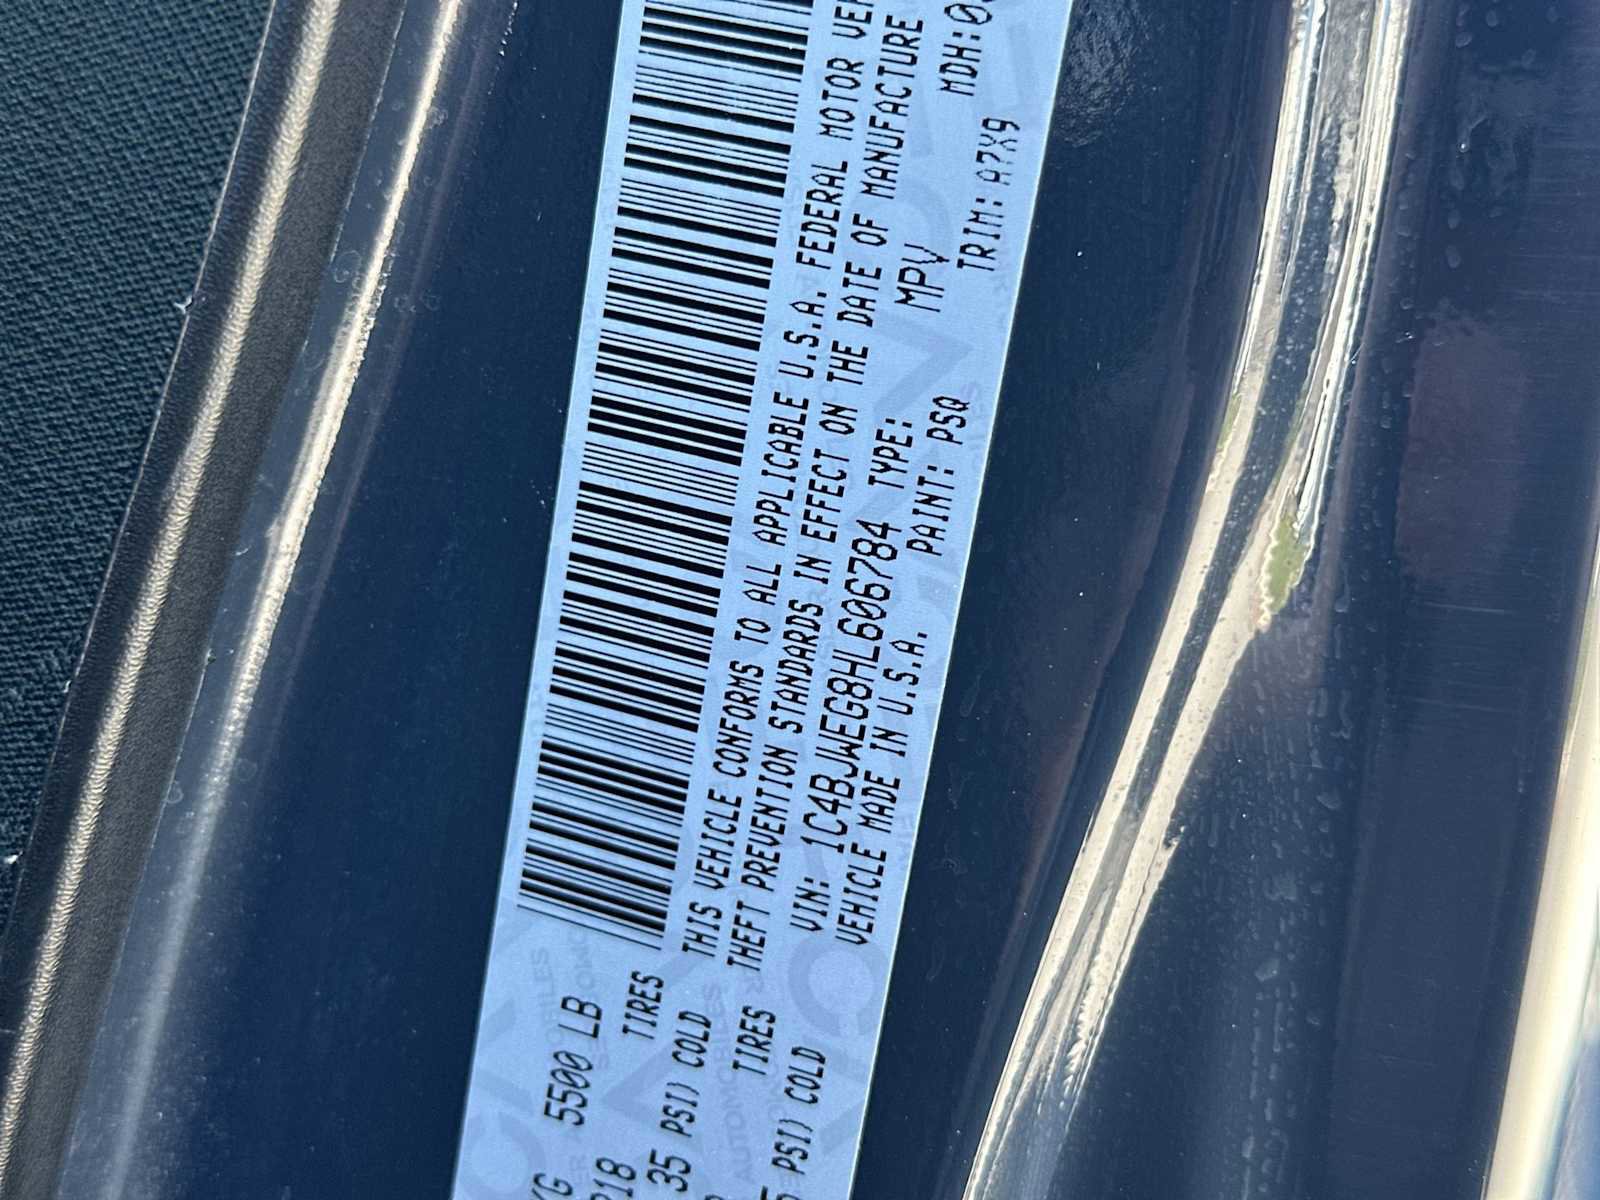 KG 5500 LB
TIRES
R18
35 PSI) COLD
TIRES
PSI) COLD
THIS VEHICLE CONFORMS TO ALL APPLICABLE U.S.A. FEDERAL MOTOR
THEFT PREVENTION STANDARDS IN EFFECT ON THE DATE OF MANUFACTURE
VIN: 1C4BJWEG8HL606784 TYPE: MPV
VEHICLE MADE IN U.S.A. PAINT: PSQ TRIM: A7X9 MDH: